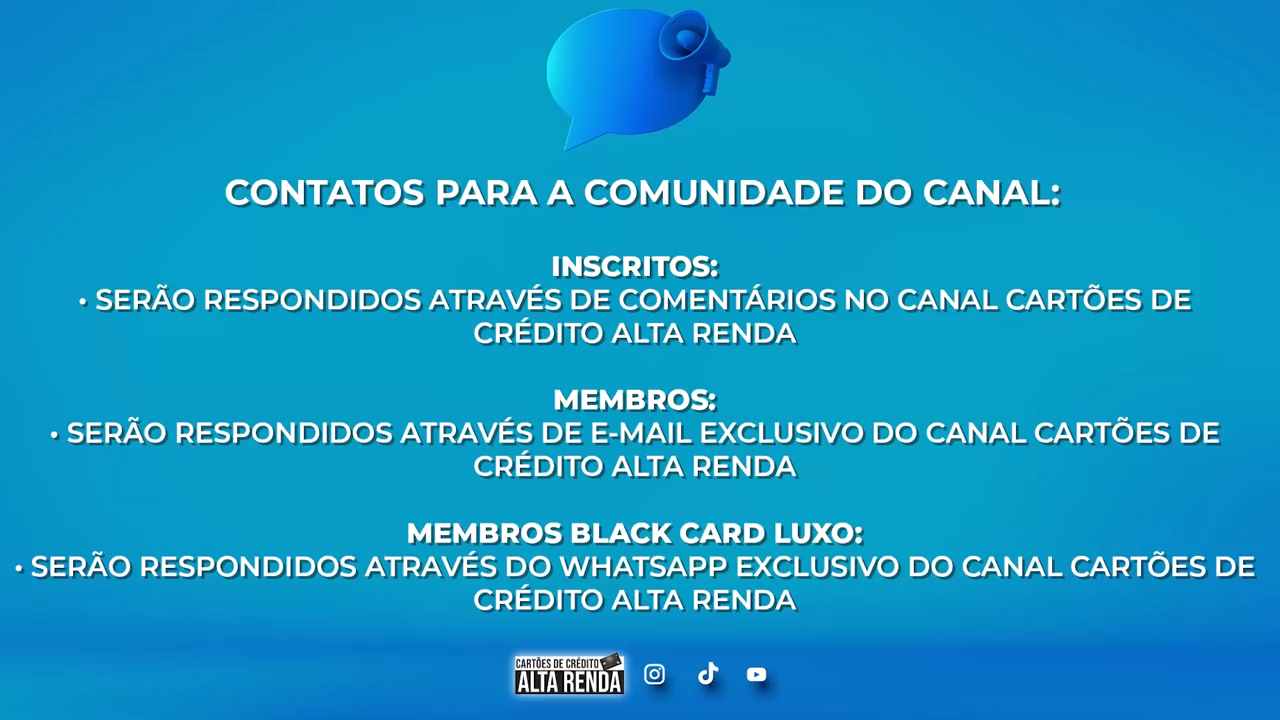 CONTATOS PARA A COMUNIDADE DO CANAL:
INSCRITOS:
• SERÃO RESPONDIDOS ATRAVÉS DE COMENTÁRIOS NO CANAL CARTÕES DE
CRÉDITO ALTA RENDA
MEMBROS:
• SERÃO RESPONDIDOS ATRAVÉS DE E-MAIL EXCLUSIVO DO CANAL CARTÕES DE
CRÉDITO ALTA RENDA
MEMBROS BLACK CARD LUXO:
• SERÃO RESPONDIDOS ATRAVÉS DO WHATSAPP EXCLUSIVO DO CANAL CARTÕES DE
CRÉDITO ALTA RENDA
CARTÕES DE CRÉDITO
ALTA RENDA